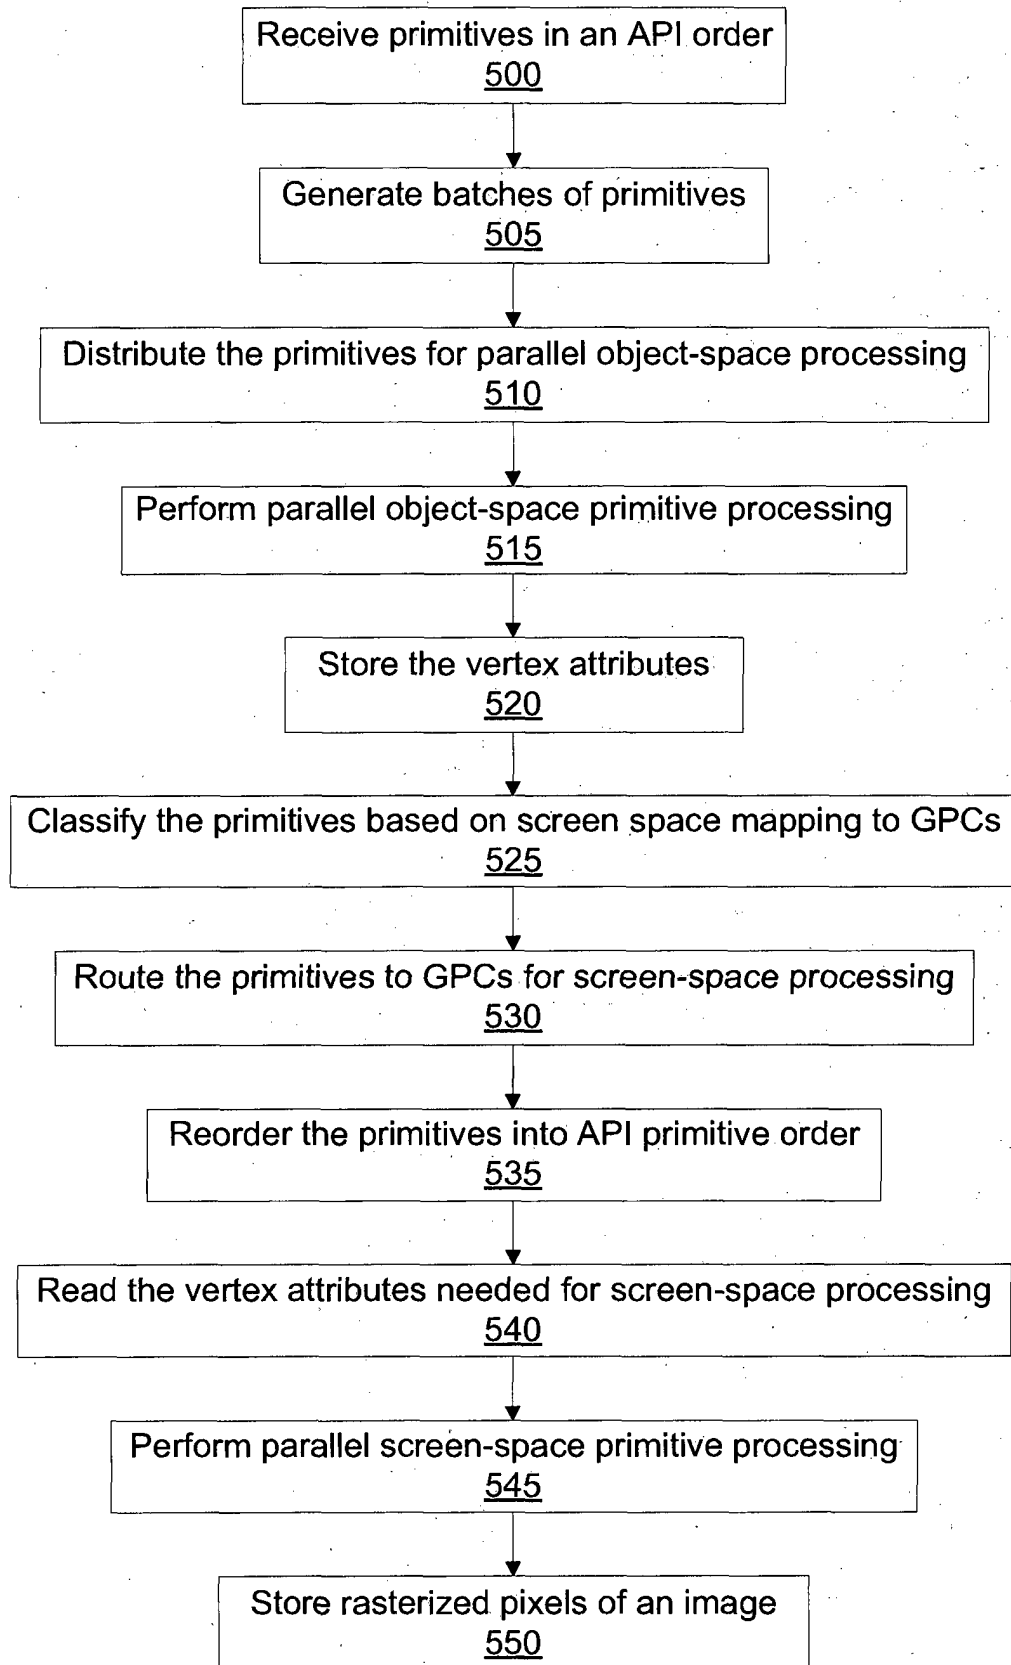 Receive primitives in an API order
500
Generate batches of primitives
505
Distribute the primitives for parallel object-space processing
510
Perform parallel object-space primitive processing
515
Store the vertex attributes
520
Classify the primitives based on screen space mapping to GPCs
525
Route the primitives to GPCs for screen-space processing
530
Reorder the primitives into API primitive order
535
Read the vertex attributes needed for screen-space processing
540
Perform parallel screen-space primitive processing
545
Store rasterized pixels of an image
550